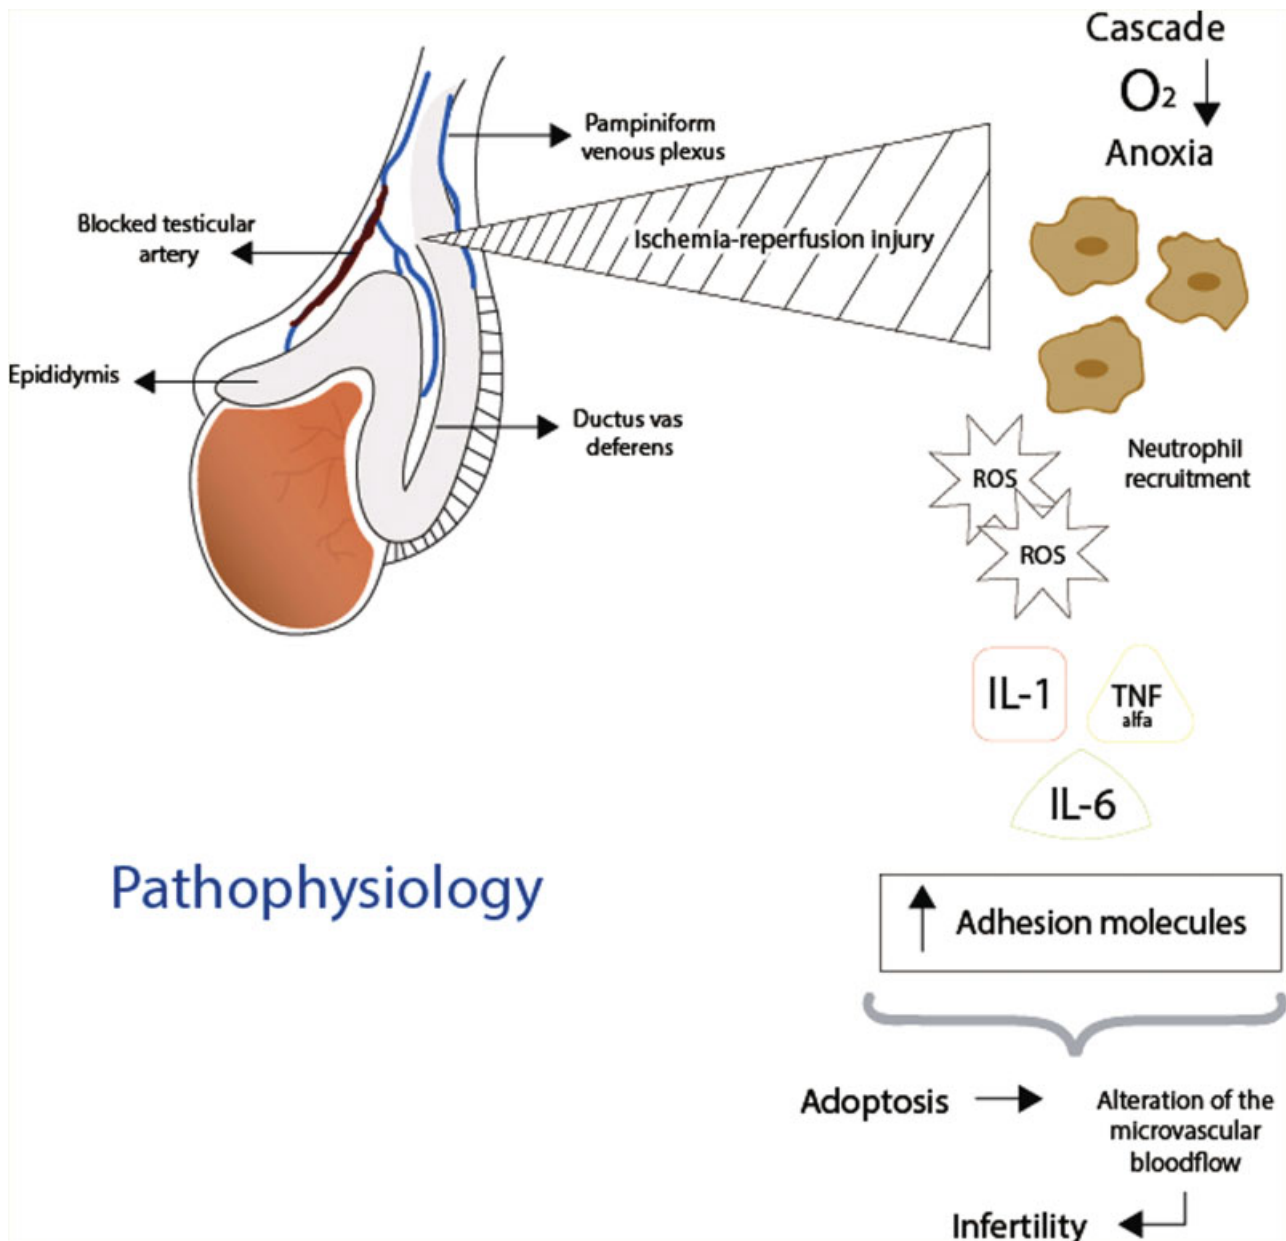 Cascade
O2
Anoxia
Pampiniform
venous plexus
Blocked testicular
artery
Ischemia-reperfusion injury
Epididymis
Ductus vas
deferens
Neutrophil
recruitment
ROS
ROS
IL-1
TNF
alfa
IL-6
Pathophysiology
Adhesion molecules
Adoptosis
Alteration of the
microvascular
bloodflow
Infertility